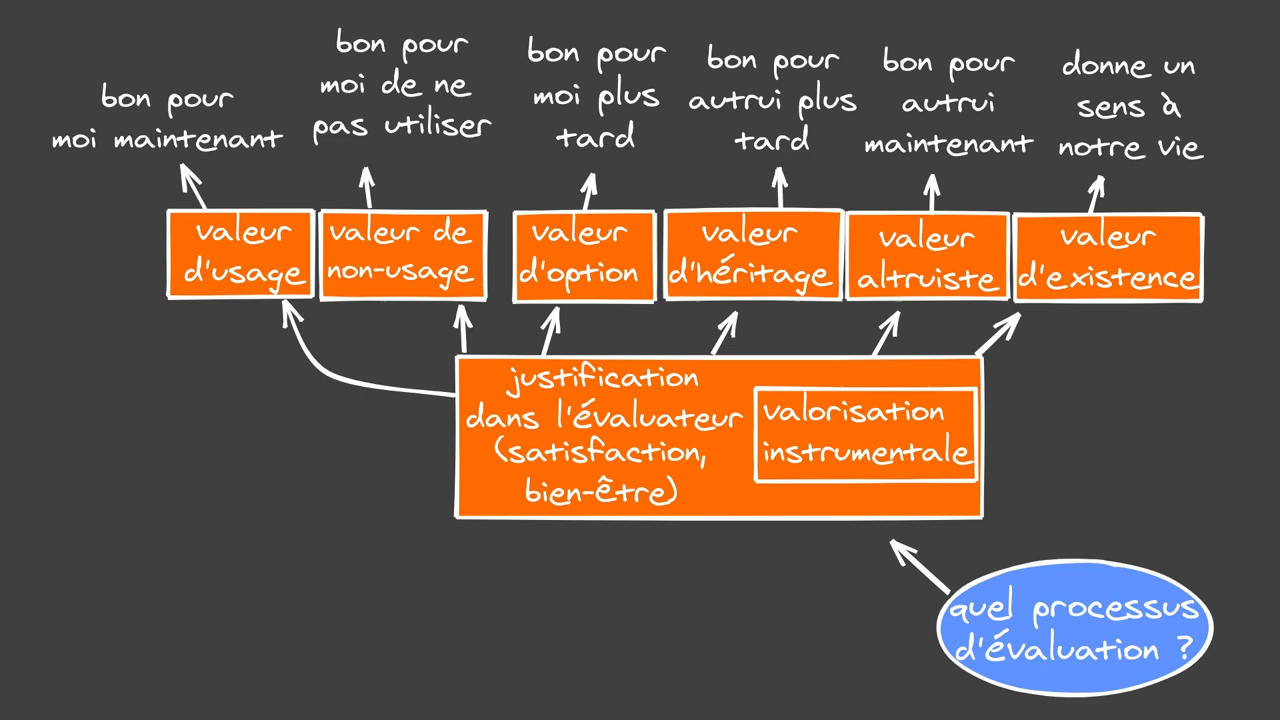 bon pour
moi maintenant
bon pour
moi de ne
pas utiliser
bon pour
moi plus
tard
bon pour
autrui plus
tard
bon pour
autrui
maintenant
donne un
sens à
notre vie
valeur
d'usage
valeur de
non-usage
valeur
d'option
valeur
d'héritage
valeur
altruiste
valeur
d'existence
justification
dans l'évaluateur
(satisfaction,
bien-être)
valorisation
instrumentale
quel processus
d'évaluation ?